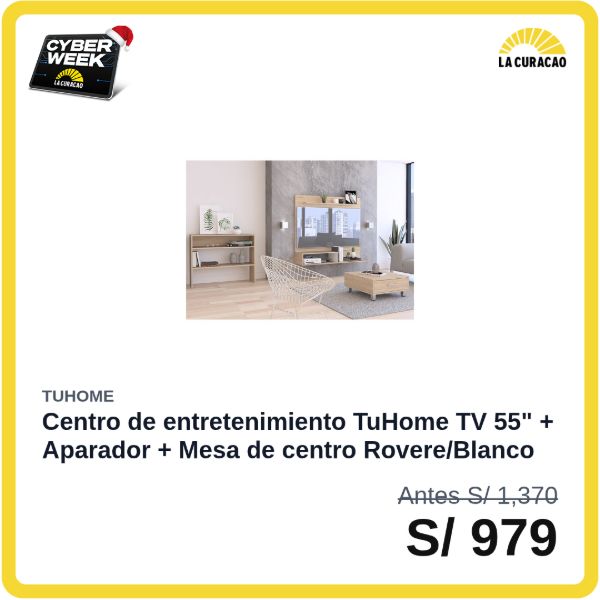 CYBER
WEEK
LA CURACAO
LA CURACAO
TUHOME
Centro de entretenimiento TuHome TV 55" +
Aparador + Mesa de centro Rovere/Blanco
Antes S/ 1,370
S/ 979